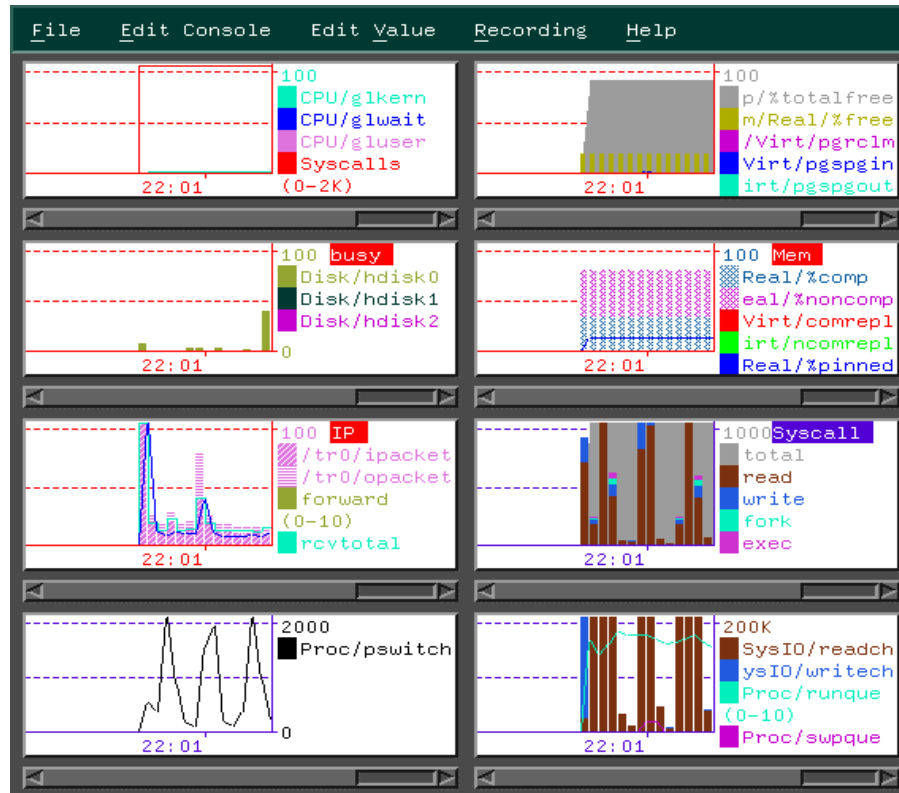 File Edit Console Edit Value Recording Help
100
CPU/glkern
CPU/glwait
CPU/gluser
Syscalls
(0-2K)
22:01
100
p/%totalfree
m/Real/%free
/Virt/pgrclm
Virt/pgspgin
irt/pgspgout
22:01
100 busy
Disk/hdisk0
Disk/hdisk1
Disk/hdisk2
0
22:01
100 Mem
Real/%comp
eal/%noncomp
Virt/comrepl
irt/ncomrepl
Real/%pinned
22:01
100 IP
/tr0/ipacket
/tr0/opacket
forward
(0-10)
rcvtotal
22:01
1000 Syscall
total
read
write
fork
exec
22:01
2000
Proc/pswitch
0
22:01
200K
SysIO/readch
ysIO/writech
Proc/runque
(0-10)
Proc/swpque
22:01